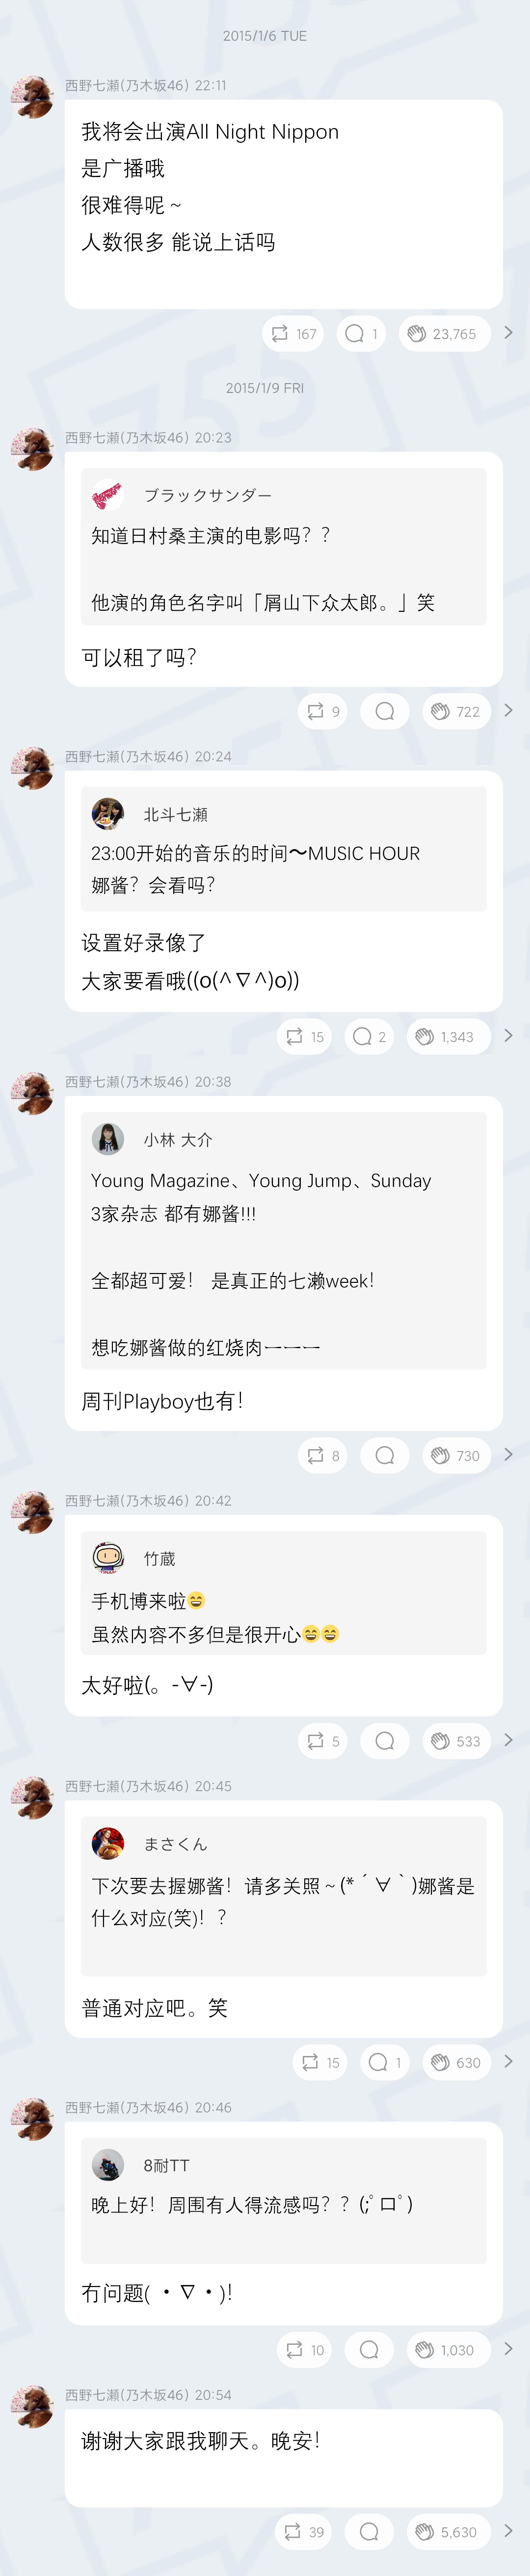 2015/1/6 TUE
西野七瀬(乃木坂46) 22:11
我将会出演All Night Nippon
是广播哦
很难得呢～
人数很多 能说上话吗
167 1 23,765
2015/1/9 FRI
西野七瀬(乃木坂46) 20:23
ブラックサンダー
知道日村桑主演的电影吗？？
他演的角色名字叫「屑山下众太郎。」笑
可以租了吗？
9 722
西野七瀬(乃木坂46) 20:24
北斗七瀬
23:00开始的音乐的时间〜MUSIC HOUR
娜酱？会看吗？
设置好录像了
大家要看哦((o(^∇^)o))
15 2 1,343
西野七瀬(乃木坂46) 20:38
小林 大介
Young Magazine、Young Jump、Sunday
3家杂志 都有娜酱!!!
全都超可爱！ 是真正的七濑week！
想吃娜酱做的红烧肉ーーー
周刊Playboy也有！
8 730
西野七瀬(乃木坂46) 20:42
竹蔵
手机博来啦😄
虽然内容不多但是很开心😄😄
太好啦(。-∀-)
5 533
西野七瀬(乃木坂46) 20:45
まさくん
下次要去握娜酱！请多关照～(*´∀｀)娜酱是
什么对应(笑)！？
普通对应吧。笑
15 1 630
西野七瀬(乃木坂46) 20:46
8耐TT
晚上好！周围有人得流感吗？？(;ﾟロﾟ)
冇问题(・∇・)！
10 1,030
西野七瀬(乃木坂46) 20:54
谢谢大家跟我聊天。晚安！
39 5,630